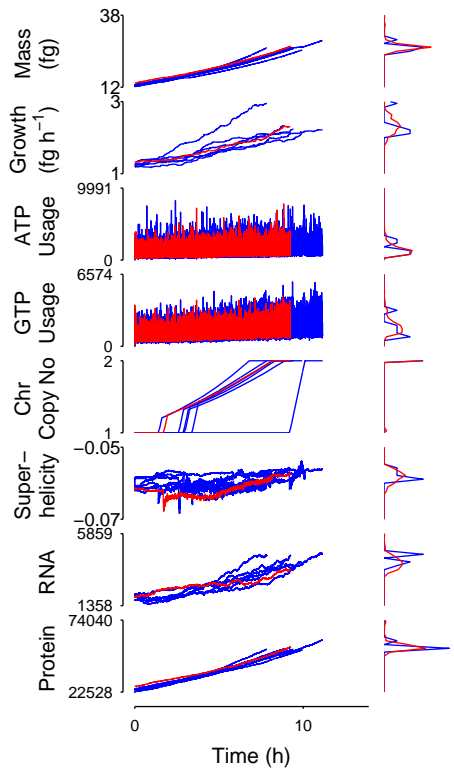 38
Mass
(fg)
12
3
Growth
(fg h⁻¹)
1
9991
ATP
Usage
0
6574
GTP
Usage
0
2
Chr
Copy No
1
−0.05
Super−
helicity
−0.07
5859
RNA
1358
74040
Protein
22528
0 10
Time (h)